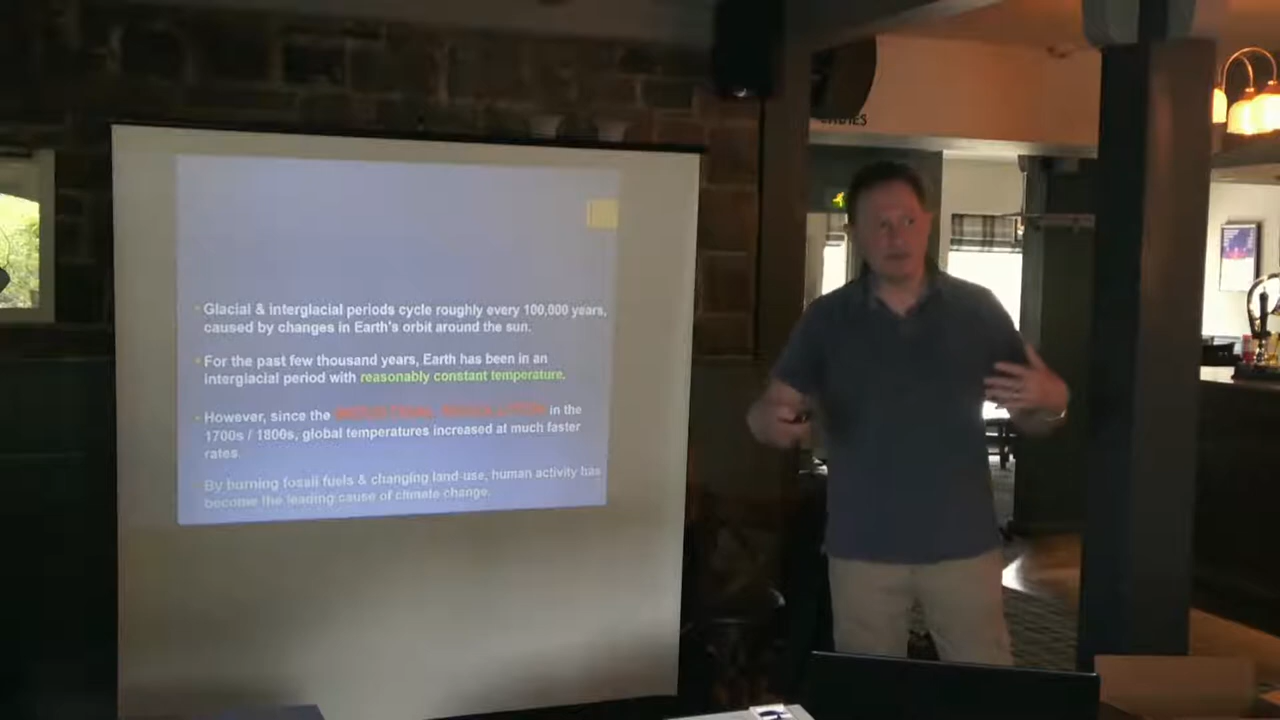 LADIES
Glacial & interglacial periods cycle roughly every 100,000 years,
caused by changes in Earth's orbit around the sun.
For the past few thousand years, Earth has been in an
interglacial period with reasonably constant temperature.
However, since the INDUSTRIAL REVOLUTION in the
1700s / 1800s, global temperatures increased at much faster
rates.
By burning fossil fuels & changing land-use, human activity has
become the leading cause of climate change.